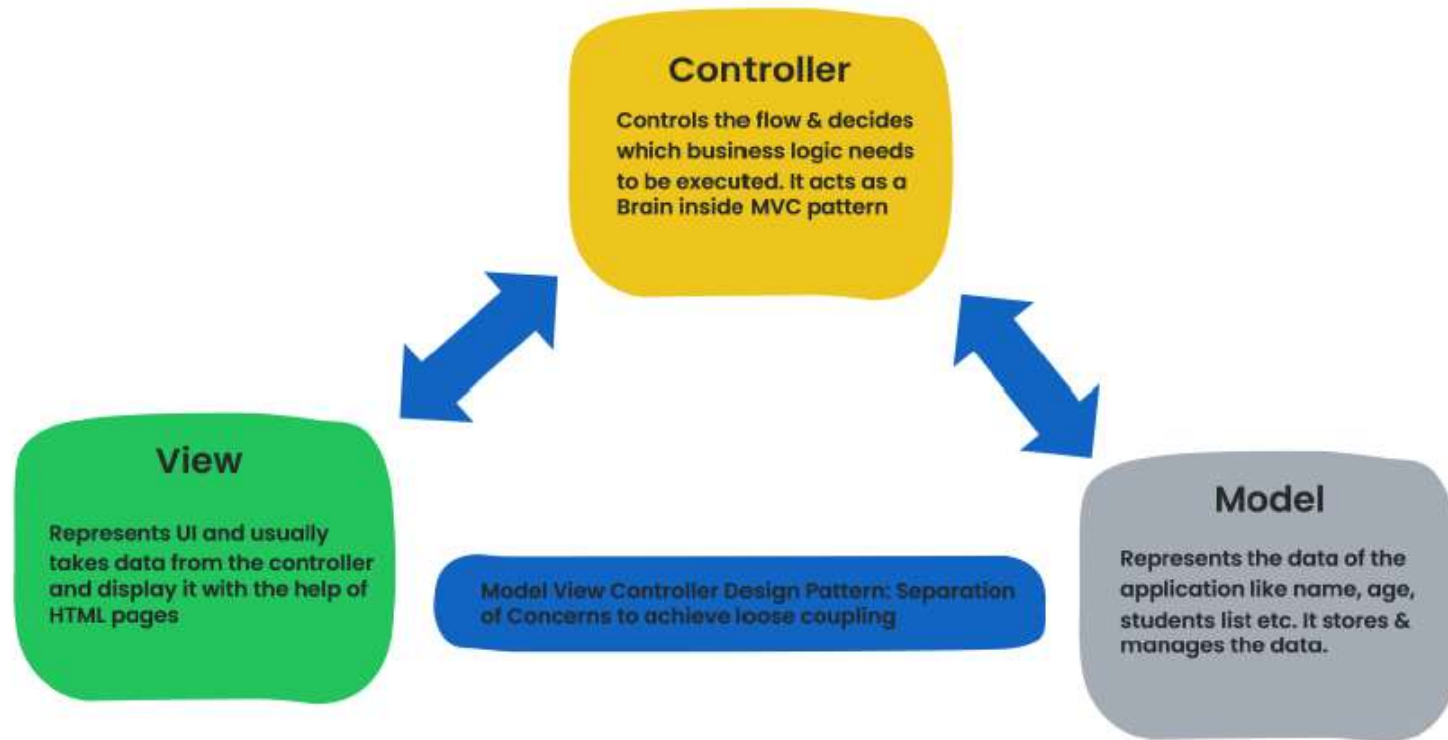 Controller
Controls the flow & decides
which business logic needs
to be executed. It acts as a
Brain inside MVC pattern
View
Represents UI and usually
takes data from the controller
and display it with the help of
HTML pages
Model View Controller Design Pattern: Separation
of Concerns to achieve loose coupling
Model
Represents the data of the
application like name, age,
students list etc. It stores &
manages the data.